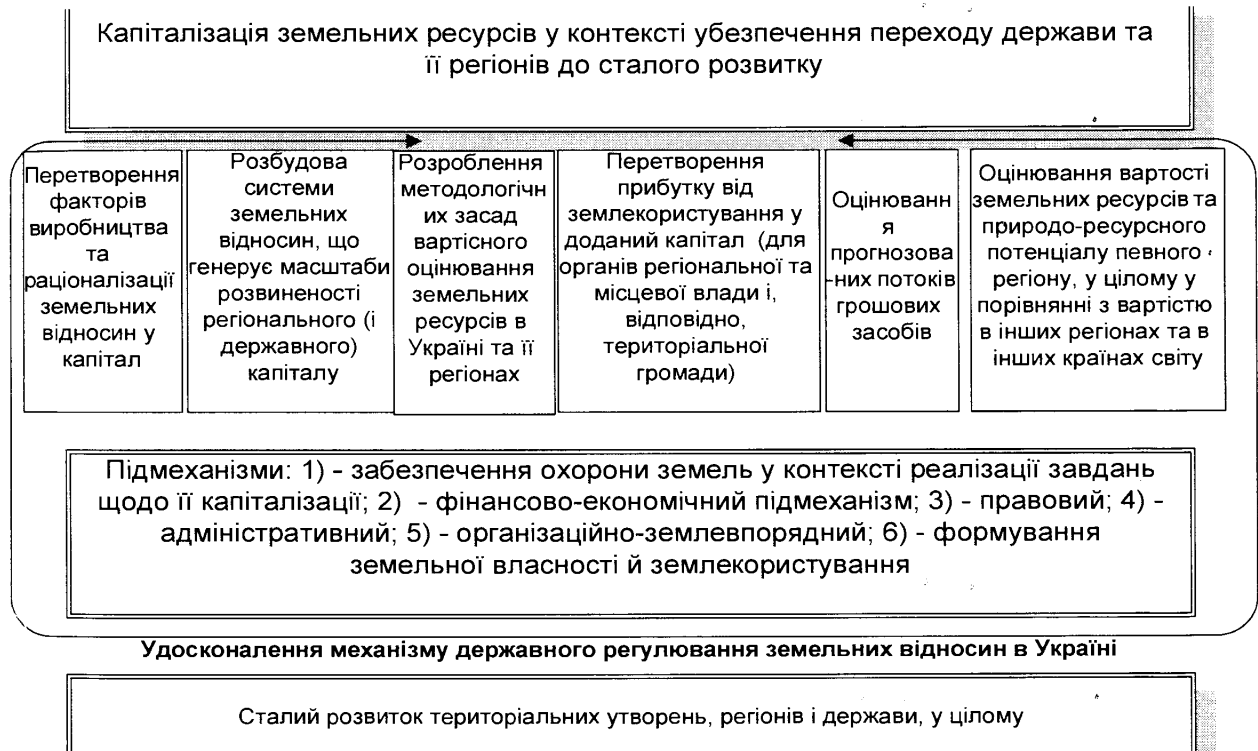 Капіталізація земельних ресурсів у контексті убезпечення переходу держави та
її регіонів до сталого розвитку
Перетворення
факторів
виробництва
та
раціоналізації
земельних
відносин у
капітал
Розбудова
системи
земельних
відносин, що
генерує масштаби
розвиненості
регіонального (і
державного)
капіталу
Розроблення
методологічн
их засад
вартісного
оцінювання
земельних
ресурсів в
Україні та її
регіонах
Перетворення
прибутку від
землекористування у
доданий капітал (для
органів регіональної та
місцевої влади і,
відповідно,
територіальної
громади)
Оцінюванн
я
прогнозова
-них потоків
грошових
засобів
Оцінювання вартості
земельних ресурсів та
природо-ресурсного
потенціалу певного
регіону, у цілому у
порівнянні з вартістю
в інших регіонах та в
інших країнах світу
Підмеханізми: 1) - забезпечення охорони земель у контексті реалізації завдань
щодо її капіталізації; 2) - фінансово-економічний підмеханізм; 3) - правовий; 4) -
адміністративний; 5) - організаційно-землевпорядний; 6) - формування
земельної власності й землекористування
Удосконалення механізму державного регулювання земельних відносин в Україні
Сталий розвиток територіальних утворень, регіонів і держави, у цілому